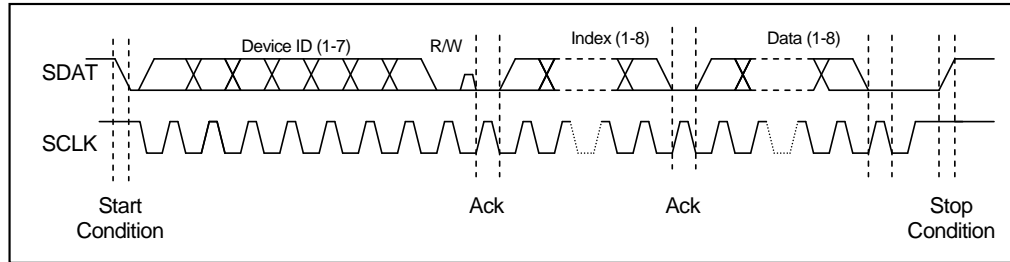 Device ID (1-7) R/W Index (1-8) Data (1-8)
SDAT
SCLK
Start Condition Ack Ack Stop Condition